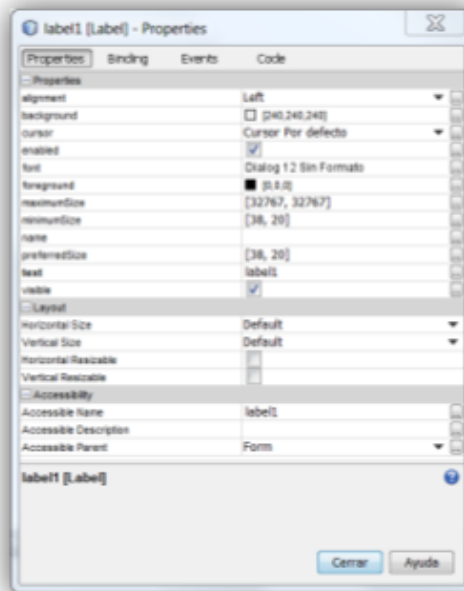 label1 [Label] - Properties
Properties Binding Events Code
Properties
alignment Left
background [240,240,240]
cursor Cursor Por defecto
enabled
font Dialog 12 Sin Formato
foreground [0,0,0]
maximumSize [32767, 32767]
minimumSize [38, 20]
name
preferredSize [38, 20]
text label1
visible
Layout
Horizontal Size Default
Vertical Size Default
Horizontal Resizable
Vertical Resizable
Accessibility
Accessible Name label1
Accessible Description
Accessible Parent Form
label1 [Label]
Cerrar Ayuda